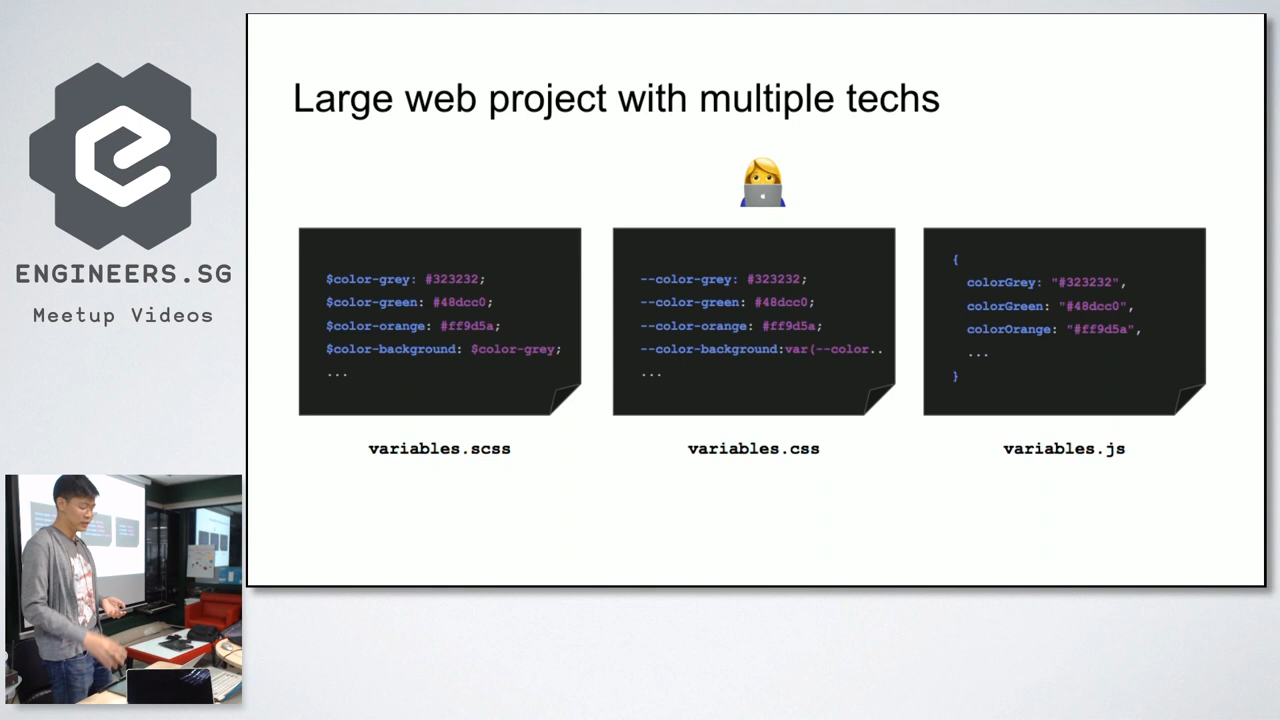 ENGINEERS.SG
Meetup Videos
Large web project with multiple techs
$color-grey: #323232;
$color-green: #48dcc0;
$color-orange: #ff9d5a;
$color-background: $color-grey;
...
variables.scss
--color-grey: #323232;
--color-green: #48dcc0;
--color-orange: #ff9d5a;
--color-background:var(--color..
...
variables.css
{
colorGrey: "#323232",
colorGreen: "#48dcc0",
colorOrange: "#ff9d5a",
...
}
variables.js